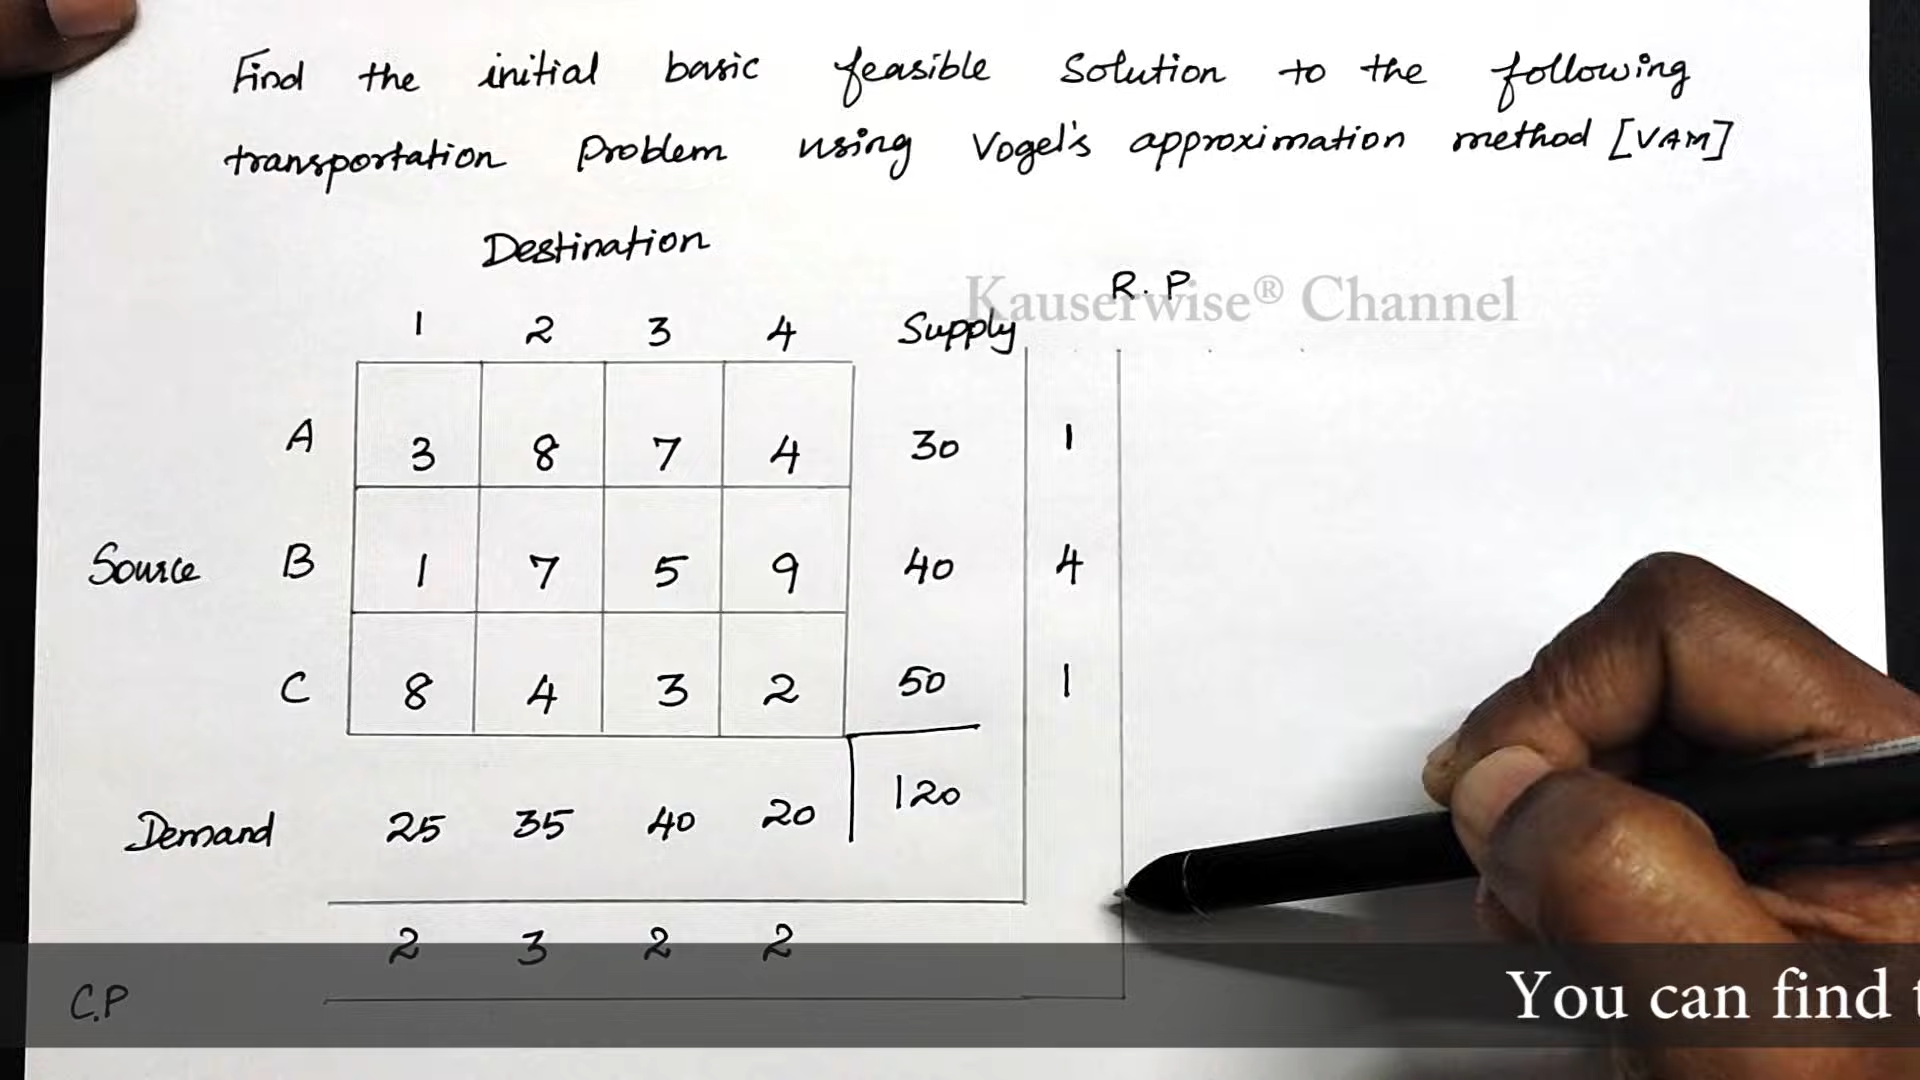 Find the initial basic feasible Solution to the following
transportation Problem using Vogel's approximation method [VAM]
Destination
Kauserwise® Channel
R.P
1 2 3 4 Supply
A 3 8 7 4 30 1
Source B 1 7 5 9 40 4
C 8 4 3 2 50 1
120
Demand 25 35 40 20
2 3 2 2
C.P
You can find